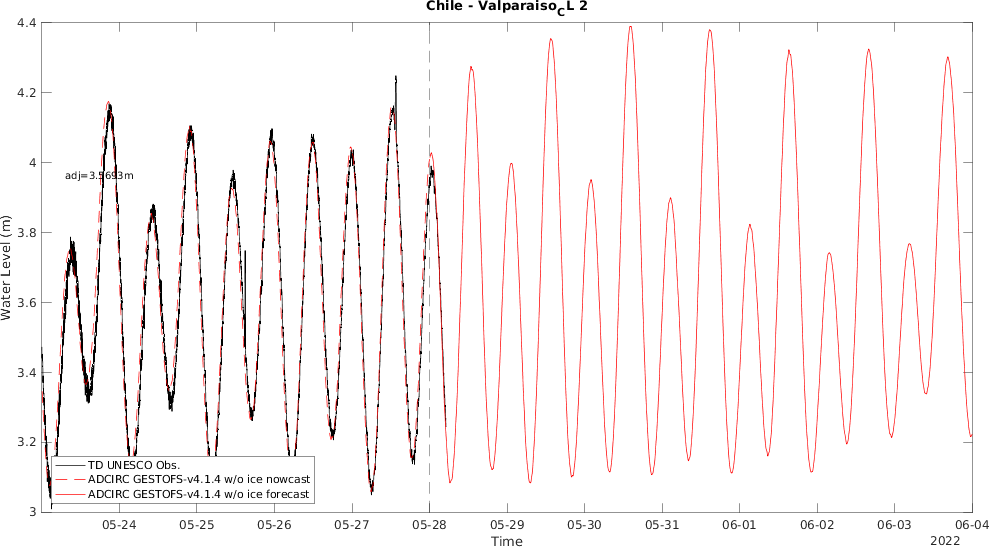 Chile - Valparaiso_CL 2
4.4
4.2
4
3.8
3.6
3.4
3.2
3
Water Level (m)
TD UNESCO Obs.
ADCIRC GESTOFS-v4.1.4 w/o ice nowcast
ADCIRC GESTOFS-v4.1.4 w/o ice forecast
05-24 05-25 05-26 05-27 05-28 05-29 05-30 05-31 06-01 06-02 06-03 06-04
Time
2022